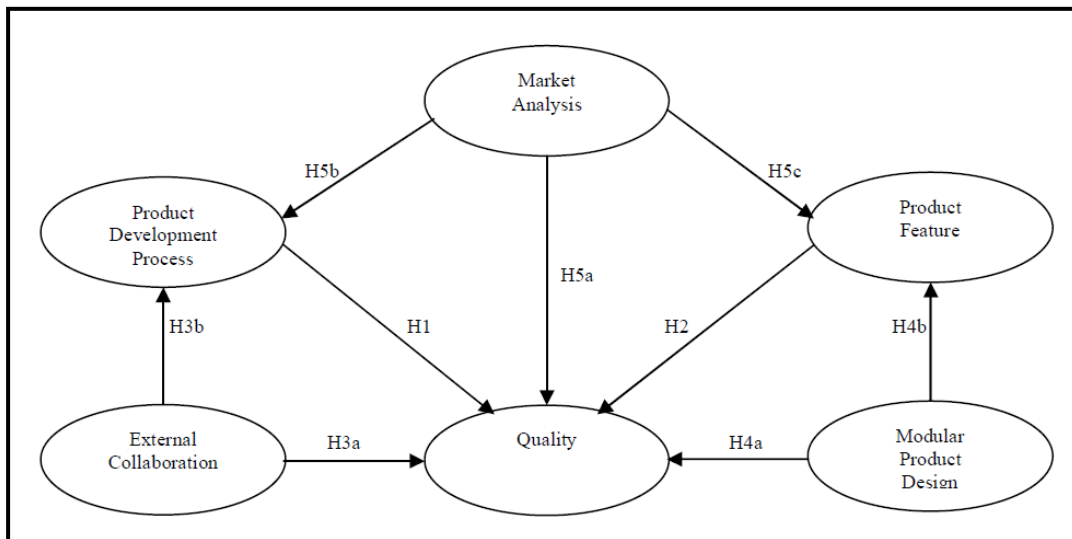 Market
Analysis
H5b
H5c
Product
Development
Process
Product
Feature
H5a
H3b
H1
H2
H4b
External
Collaboration
H3a
Quality
H4a
Modular
Product
Design